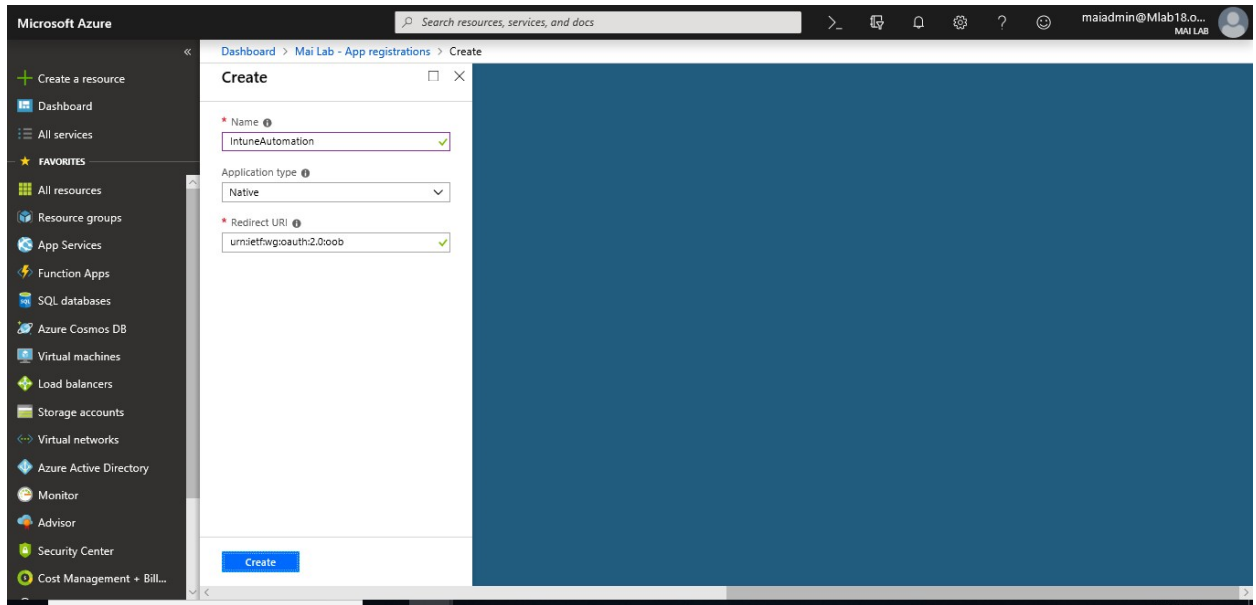 Microsoft Azure
Search resources, services, and docs
maiadmin@Mlab18.o...
MAI LAB
Dashboard > Mai Lab - App registrations > Create
Create a resource
Dashboard
All services
FAVORITES
All resources
Resource groups
App Services
Function Apps
SQL databases
Azure Cosmos DB
Virtual machines
Load balancers
Storage accounts
Virtual networks
Azure Active Directory
Monitor
Advisor
Security Center
Cost Management + Bill...
Create
* Name
IntuneAutomation
Application type
Native
* Redirect URI
urn:ietf:wg:oauth:2.0:oob
Create